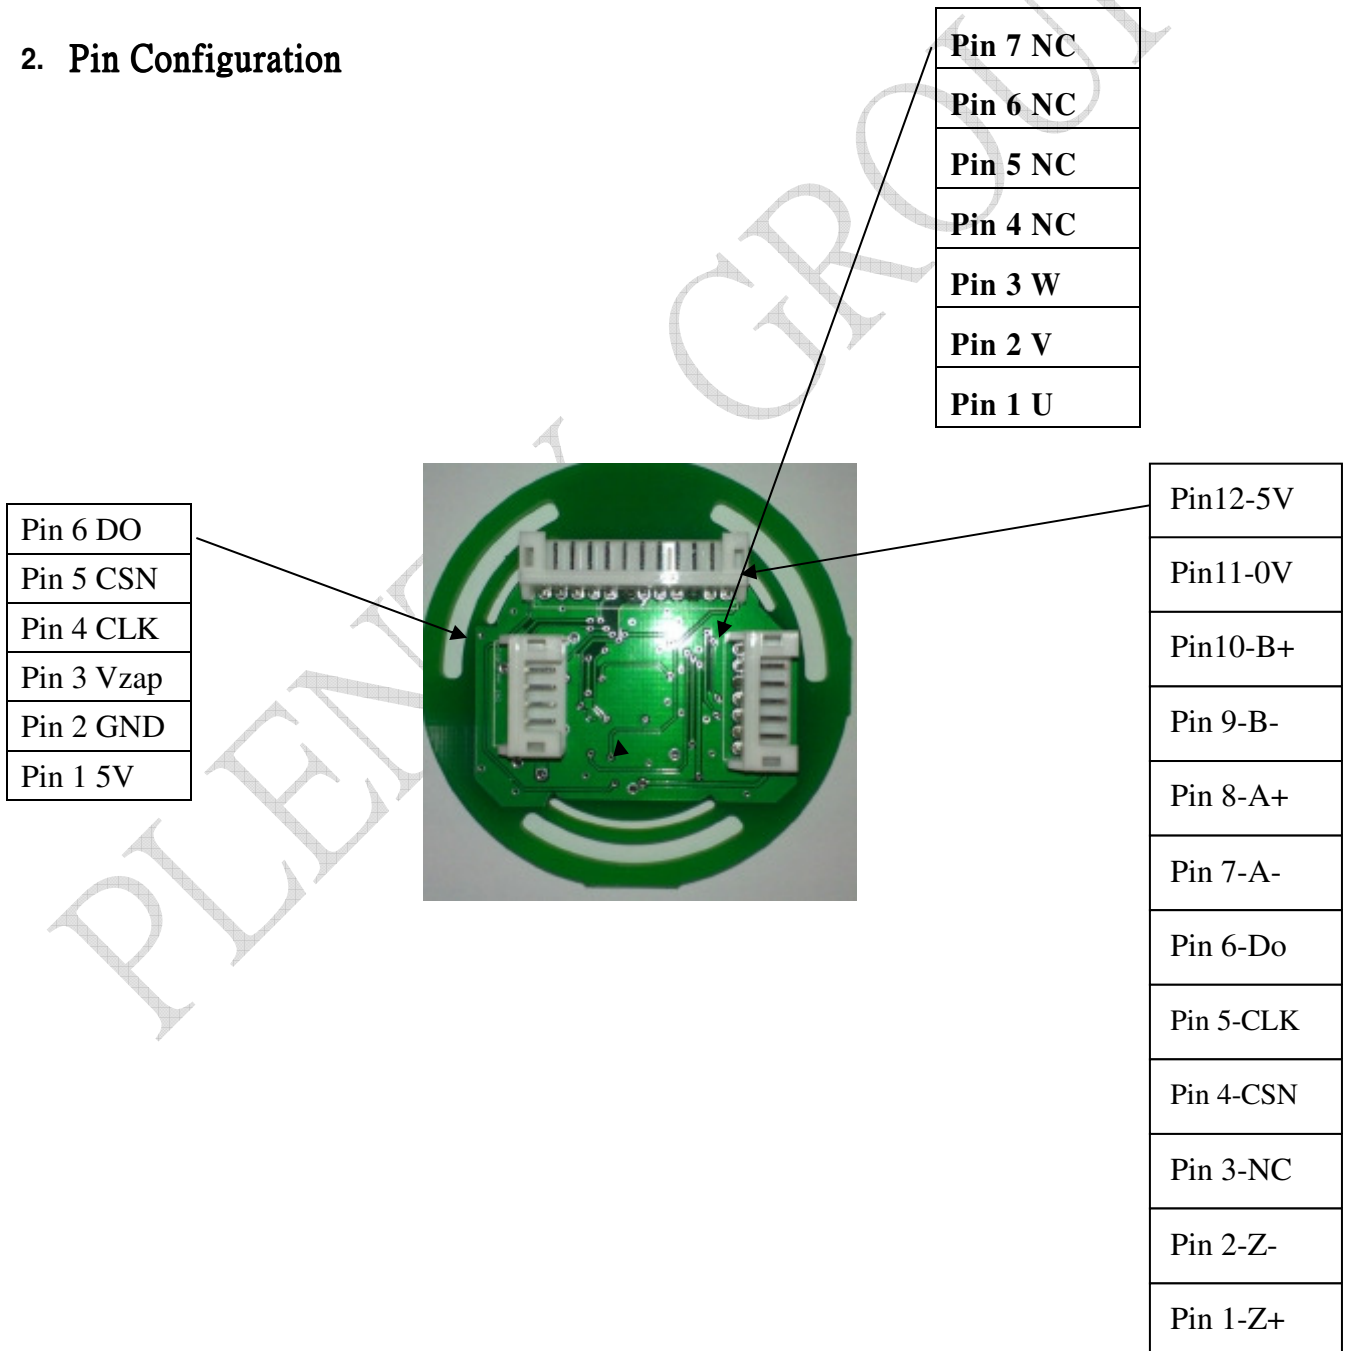 2. Pin Configuration
Pin 7 NC
Pin 6 NC
Pin 5 NC
Pin 4 NC
Pin 3 W
Pin 2 V
Pin 1 U
Pin 6 DO
Pin 5 CSN
Pin 4 CLK
Pin 3 Vzap
Pin 2 GND
Pin 1 5V
Pin12-5V
Pin11-0V
Pin10-B+
Pin 9-B-
Pin 8-A+
Pin 7-A-
Pin 6-Do
Pin 5-CLK
Pin 4-CSN
Pin 3-NC
Pin 2-Z-
Pin 1-Z+